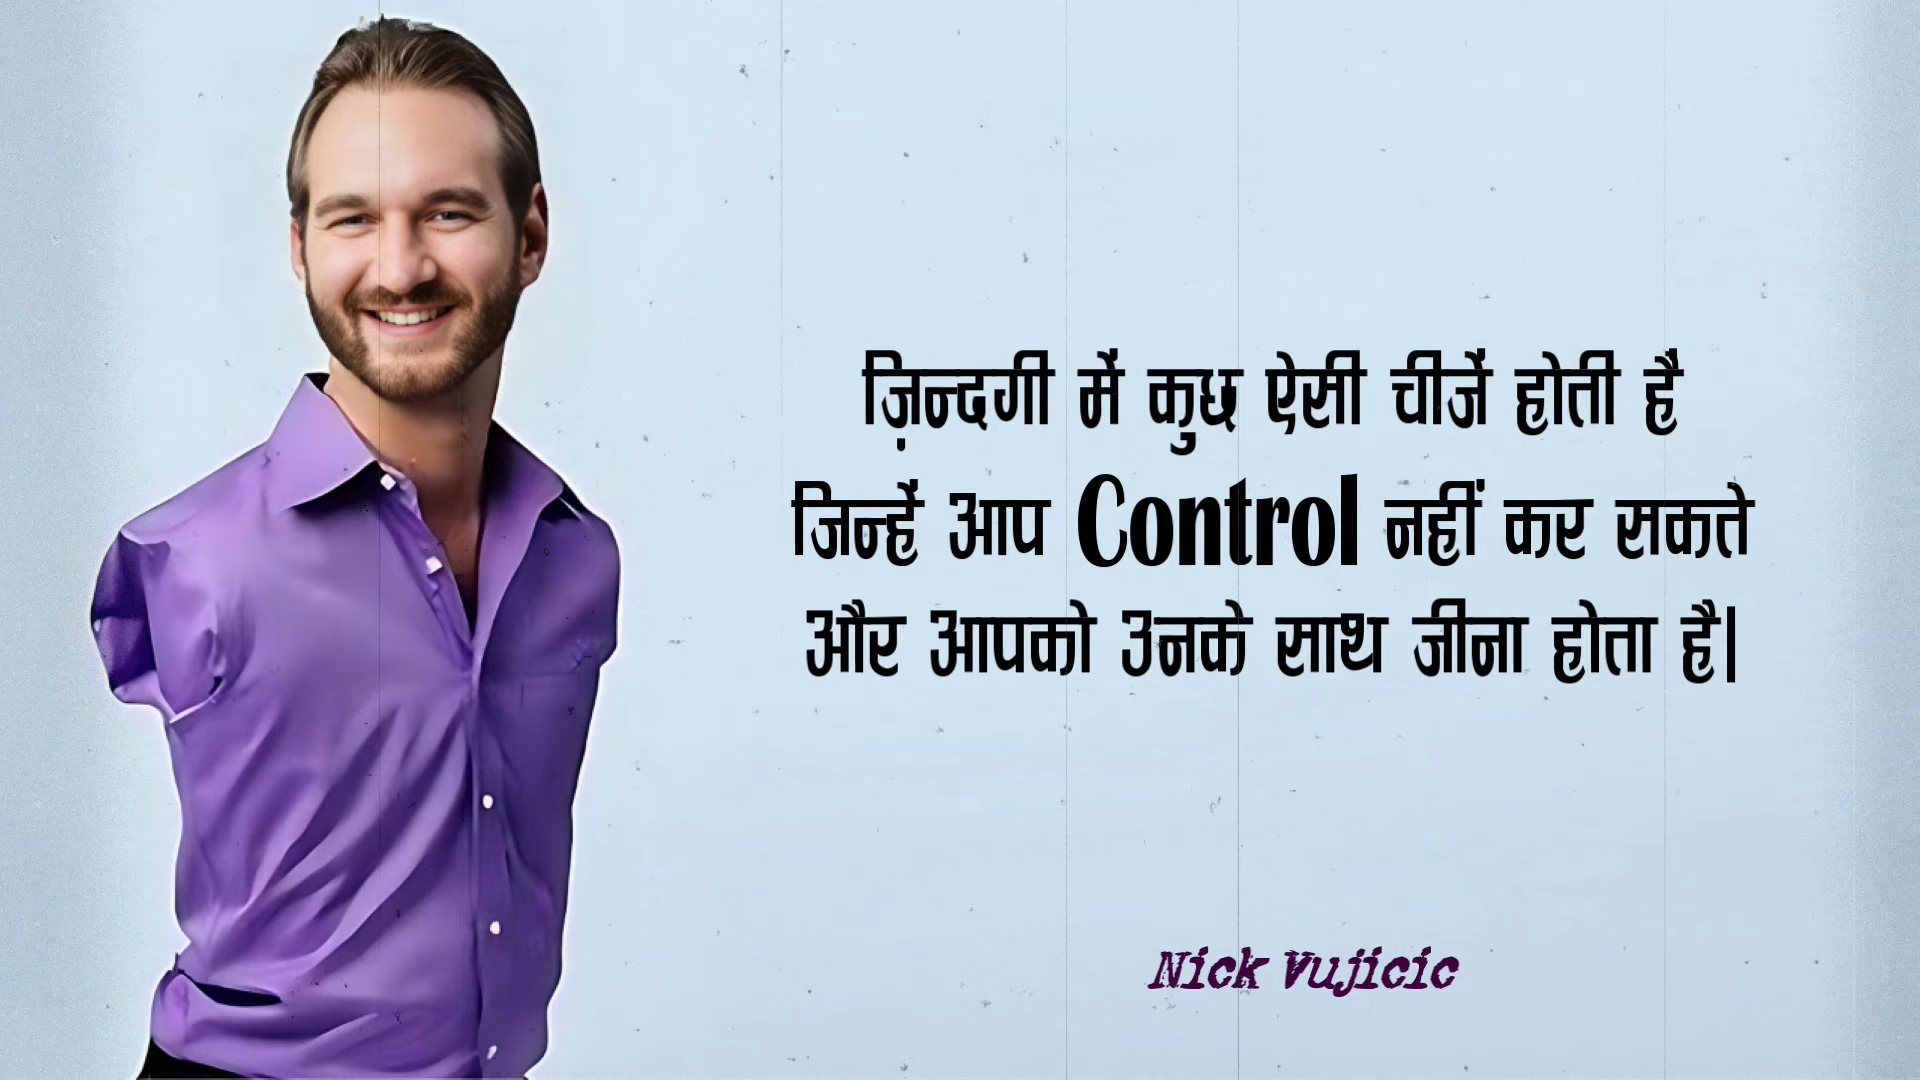 ज़िन्दगी में कुछ ऐसी चीजें होती है
जिन्हें आप Control नहीं कर सकते
और आपको उनके साथ जीना होता है|
Nick Vujicic